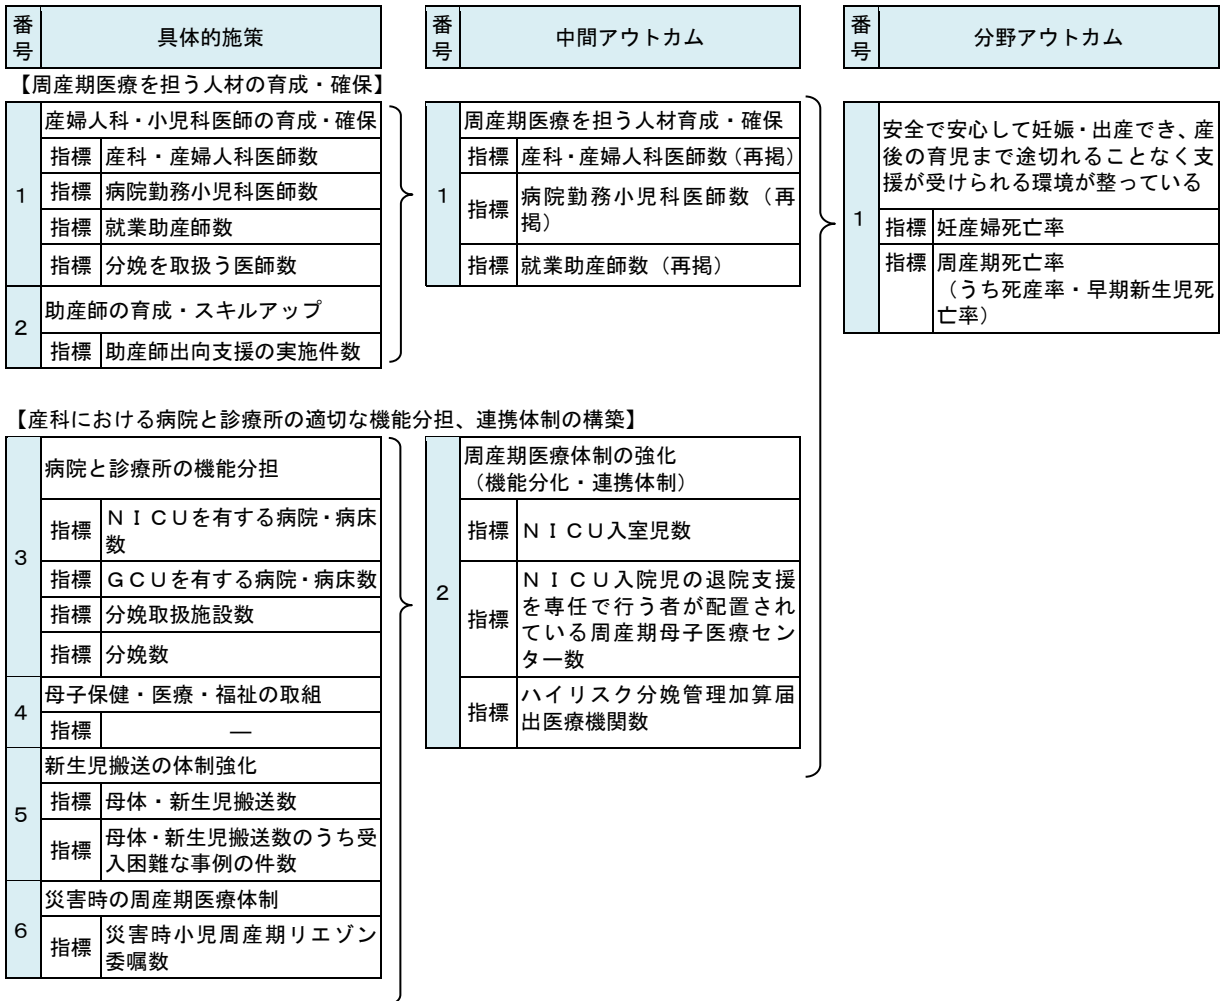 番号 具体的施策
番号 中間アウトカム
番号 分野アウトカム
【周産期医療を担う人材の育成・確保】
1
産婦人科・小児科医師の育成・確保
指標 産科・産婦人科医師数
指標 病院勤務小児科医師数
指標 就業助産師数
指標 分娩を取扱う医師数
2
助産師の育成・スキルアップ
指標 助産師出向支援の実施件数
1
周産期医療を担う人材育成・確保
指標 産科・産婦人科医師数（再掲）
指標 病院勤務小児科医師数（再
掲）
指標 就業助産師数（再掲）
1
安全で安心して妊娠・出産でき、産
後の育児まで途切れることなく支
援が受けられる環境が整っている
指標 妊産婦死亡率
指標 周産期死亡率
（うち死産率・早期新生児死
亡率）
【産科における病院と診療所の適切な機能分担、連携体制の構築】
3
病院と診療所の機能分担
指標 ＮＩＣＵを有する病院・病床
数
指標 ＧＣＵを有する病院・病床数
指標 分娩取扱施設数
指標 分娩数
4
母子保健・医療・福祉の取組
指標 ―
5
新生児搬送の体制強化
指標 母体・新生児搬送数
指標 母体・新生児搬送数のうち受
入困難な事例の件数
6
災害時の周産期医療体制
指標 災害時小児周産期リエゾン
委嘱数
2
周産期医療体制の強化
（機能分化・連携体制）
指標 ＮＩＣＵ入室児数
指標 ＮＩＣＵ入院児の退院支援
を専任で行う者が配置され
ている周産期母子医療セン
ター数
指標 ハイリスク分娩管理加算届
出医療機関数